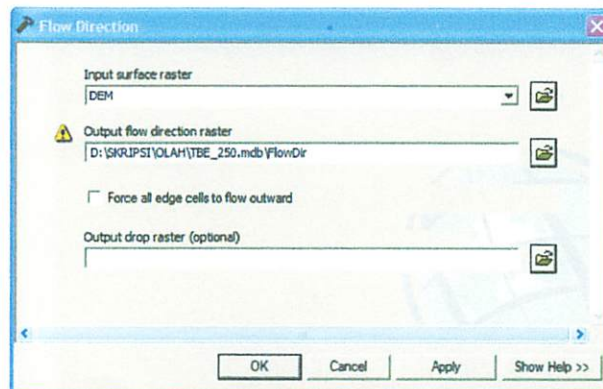 Flow Direction
Input surface raster
DEM
Output flow direction raster
D:\SKRIPSI\OLAH\TBE_250.mdb\FlowDir
Force all edge cells to flow outward
Output drop raster (optional)
OK Cancel Apply Show Help >>